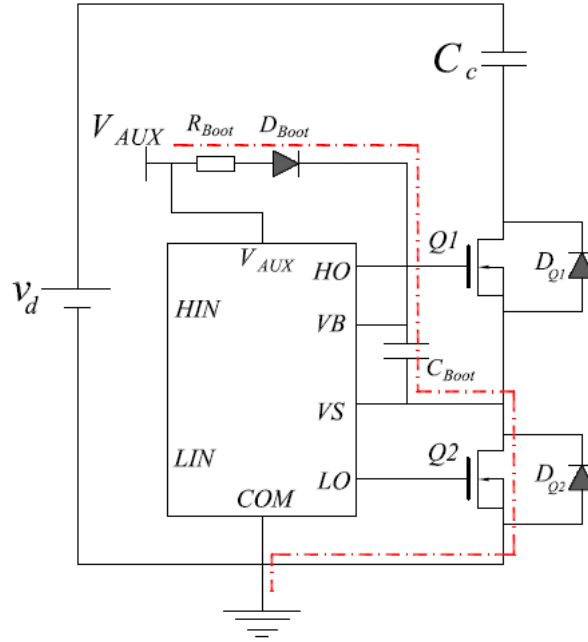 C_c
V_AUX
R_Boot
D_Boot
V_AUX
HO
Q1
D_Q1
v_d
HIN
VB
C_Boot
VS
Q2
LIN
LO
D_Q2
COM